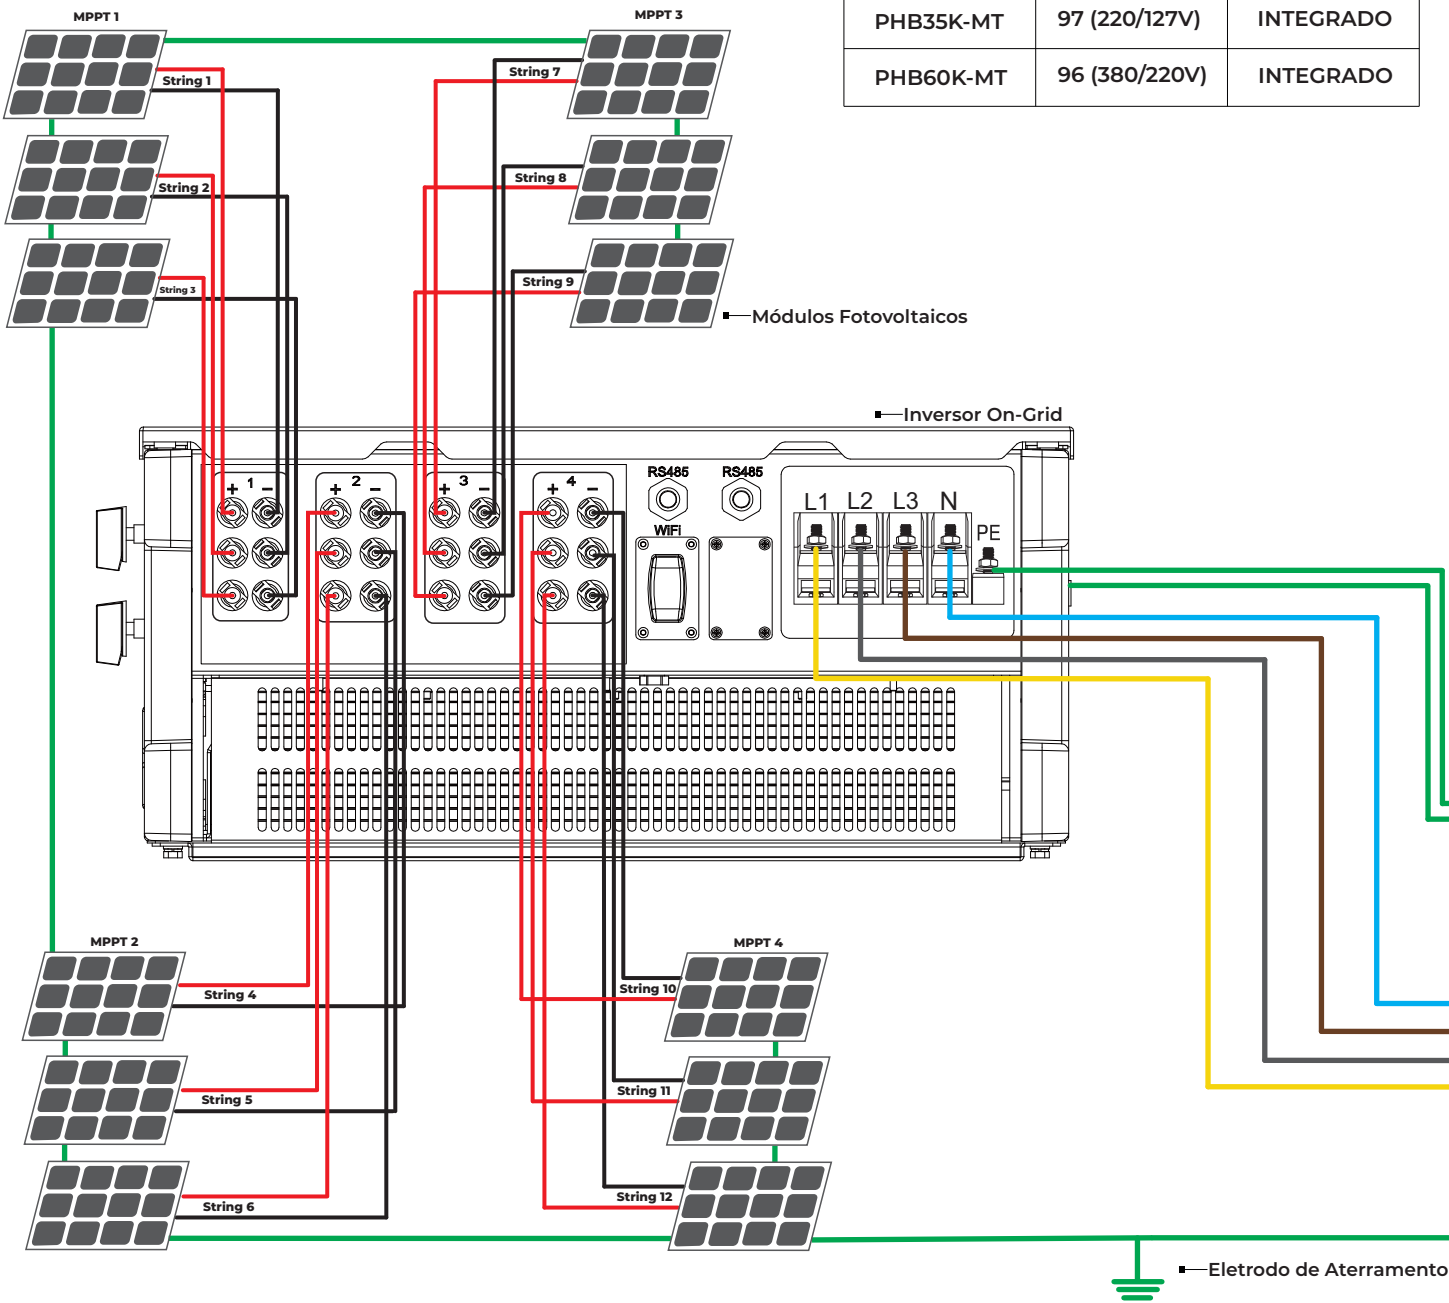 MPPT 1
MPPT 3
PHB35K-MT 97 (220/127V) INTEGRADO
PHB60K-MT 96 (380/220V) INTEGRADO
String 1
String 7
String 2
String 8
String 3
String 9
Módulos Fotovoltaicos
Inversor On-Grid
1 2 3 4
+ − + − + − + −
RS485 RS485
WiFi
L1 L2 L3 N
PE
MPPT 2
MPPT 4
String 4
String 10
String 5
String 11
String 6
String 12
Eletrodo de Aterramento